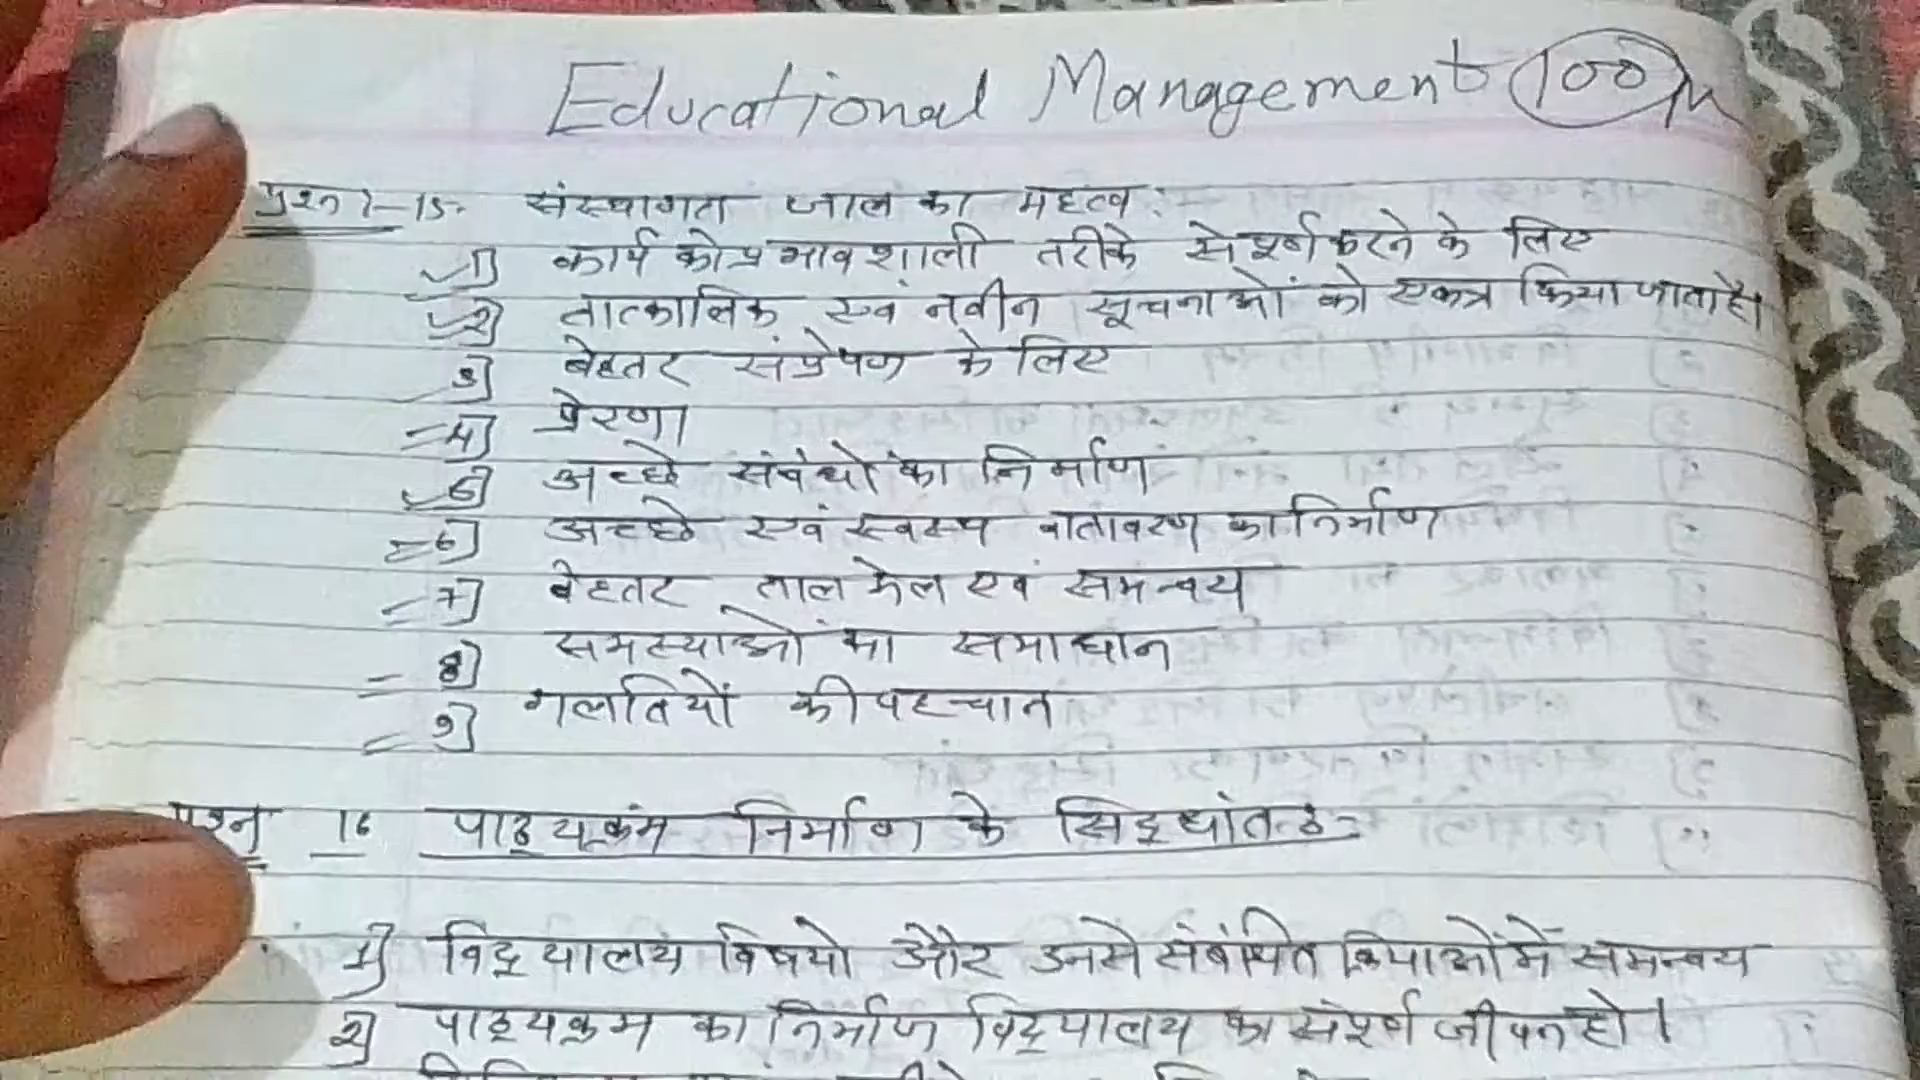 Educational Management 100 m
प्रश्न 1-15. संस्थागत जाल का महत्व :-
1] कार्य को प्रभावशाली तरीके से पूर्ण करने के लिए
2] तात्कालिक एवं नवीन सूचनाओं को एकत्र किया जाता है।
3] बेहतर संप्रेषण के लिए
4] प्रेरणा
5] अच्छे संबंधों का निर्माण
6] अच्छे एवं स्वस्थ वातावरण का निर्माण
7] बेहतर तालमेल एवं समन्वय
8] समस्याओं का समाधान
9] गलतियों की पहचान
प्रश्न 16 पाठ्यक्रम निर्माण के सिद्धांत :-
1] विद्यालय विषयो और उनसे संबंधित क्रियाओं में समन्वय
2] पाठ्यक्रम का निर्माण विद्यालय का संपूर्ण जीवन हो।